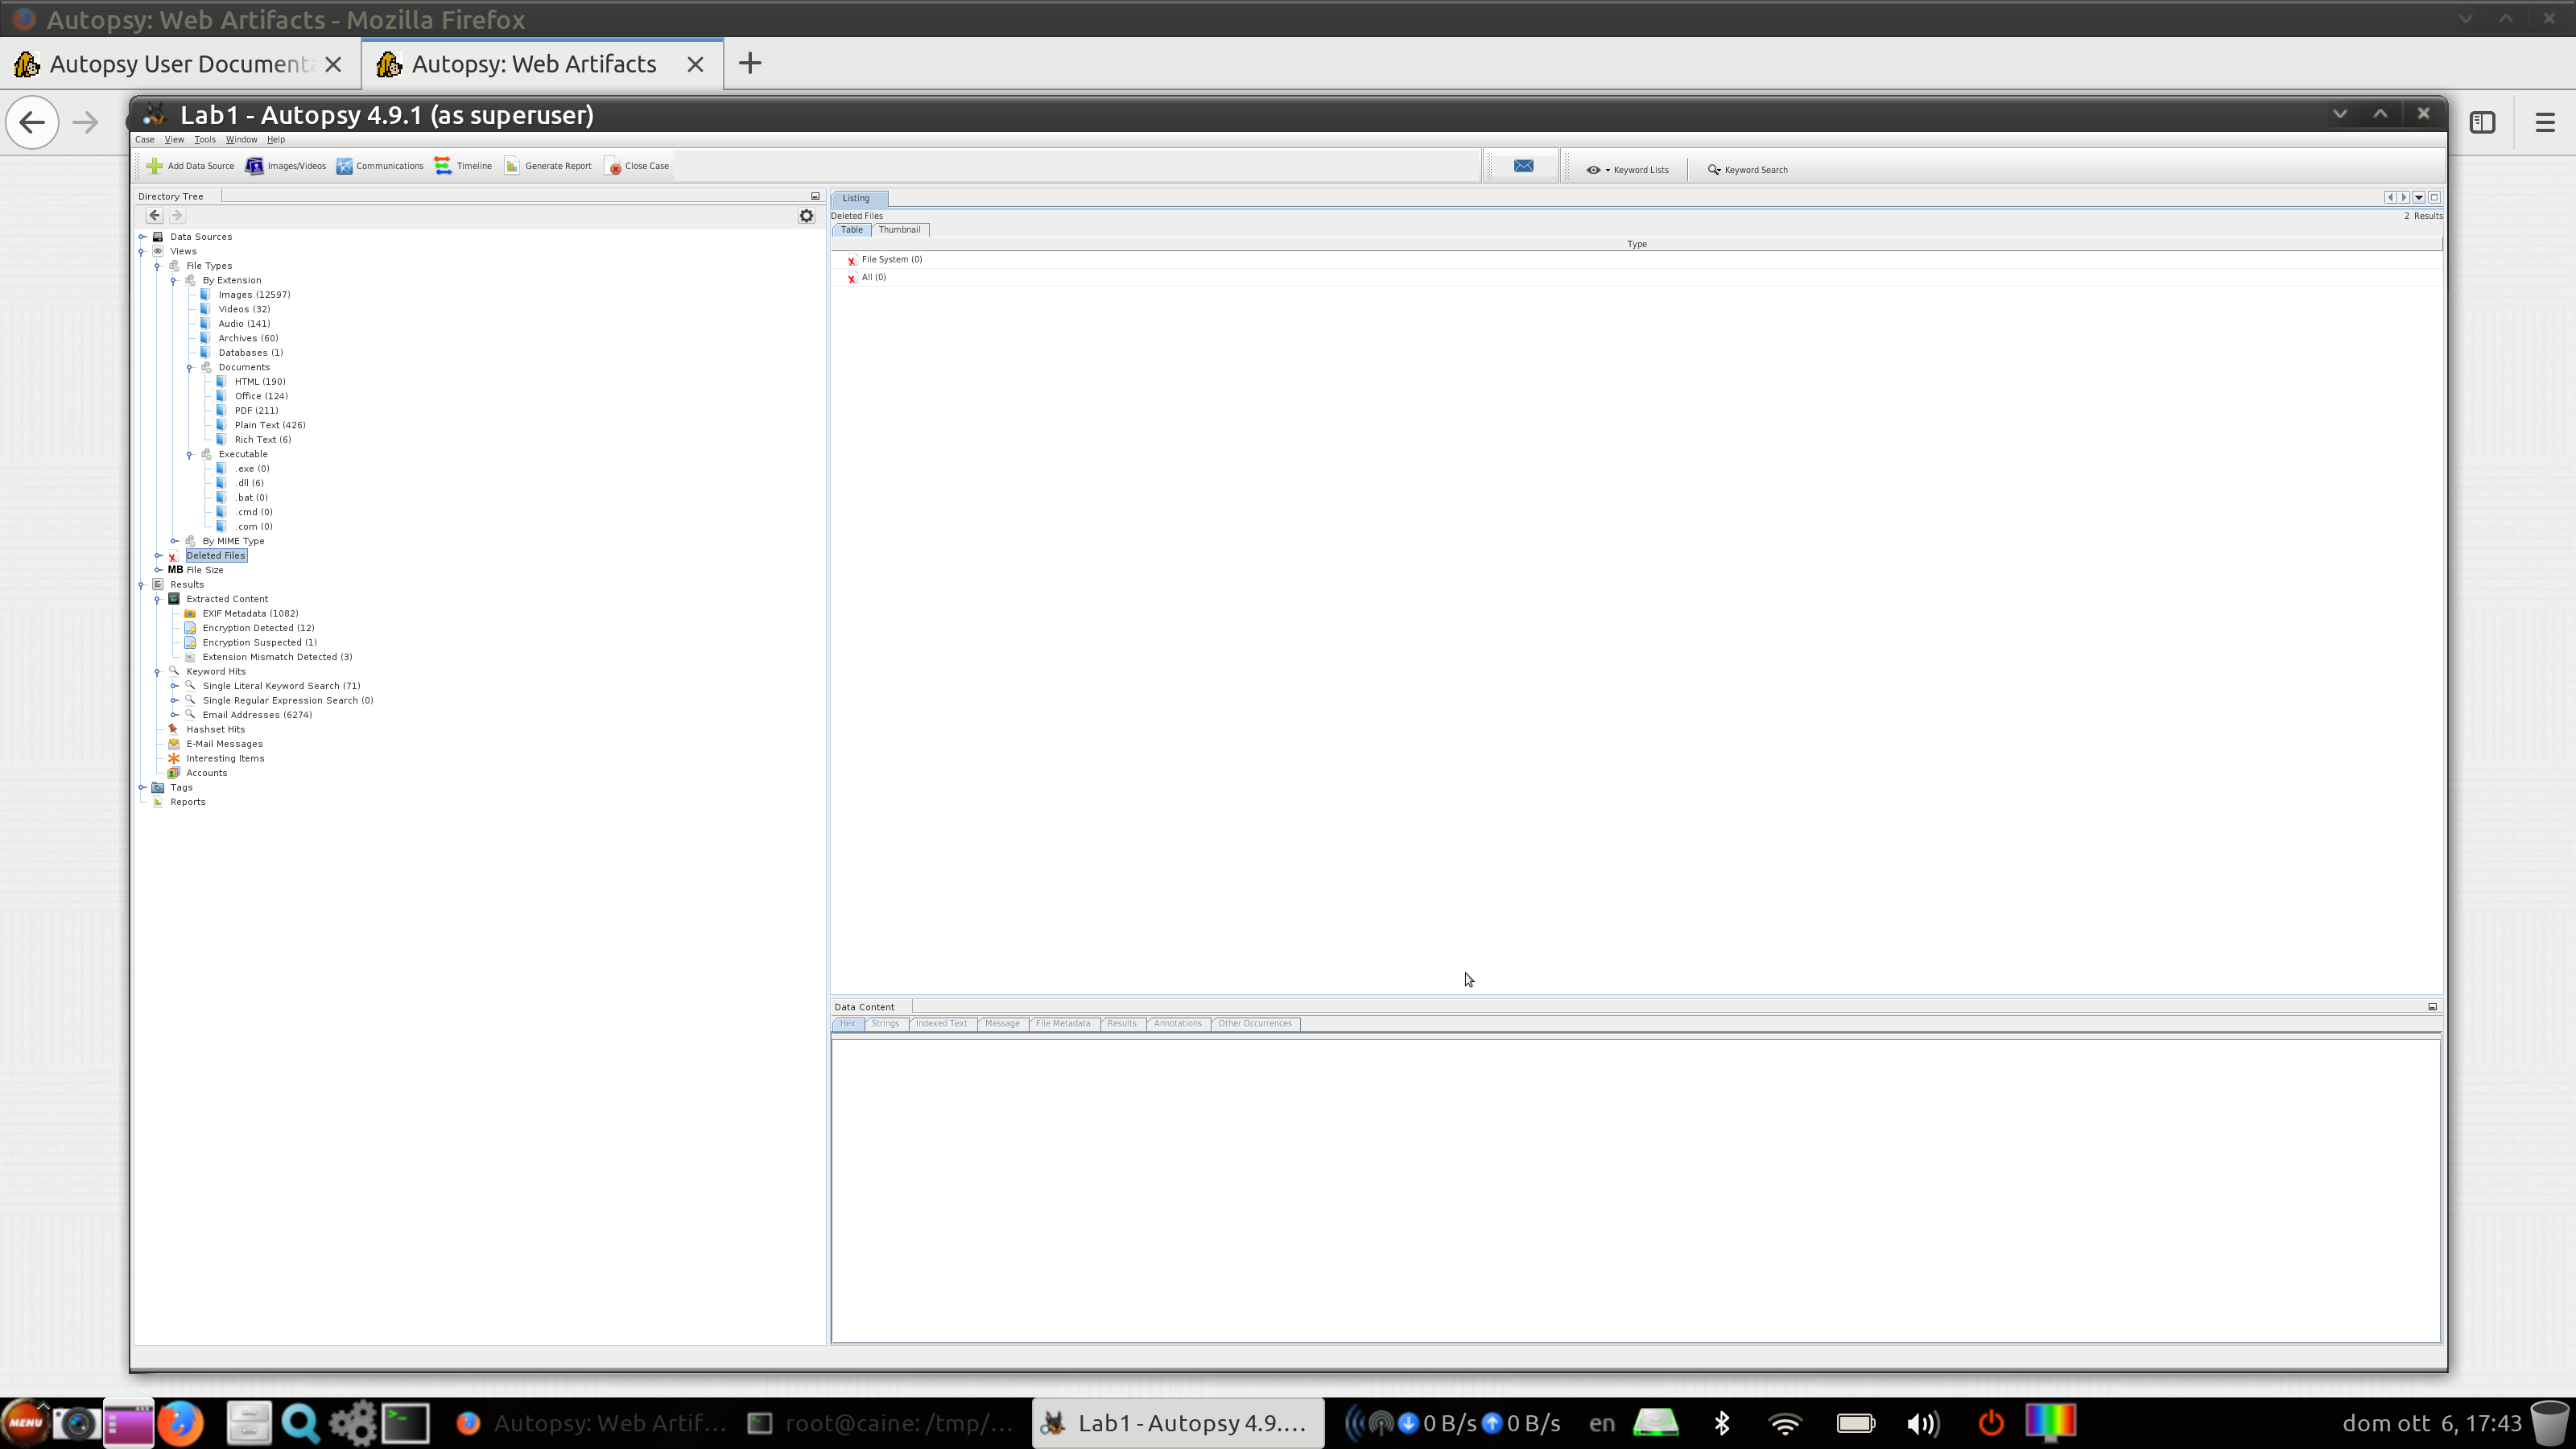 Autopsy: Web Artifacts - Mozilla Firefox
Autopsy User Document
Autopsy: Web Artifacts
Lab1 - Autopsy 4.9.1 (as superuser)
Case View Tools Window Help
Add Data Source Images/Videos Communications Timeline Generate Report Close Case Keyword Lists Keyword Search
Directory Tree
Listing
Deleted Files
2 Results
Table Thumbnail
Type
File System (0)
All (0)
Data Sources
Views
File Types
By Extension
Images (12597)
Videos (32)
Audio (141)
Archives (60)
Databases (1)
Documents
HTML (190)
Office (124)
PDF (211)
Plain Text (426)
Rich Text (6)
Executable
.exe (0)
.dll (6)
.bat (0)
.cmd (0)
.com (0)
By MIME Type
Deleted Files
MB File Size
Results
Extracted Content
EXIF Metadata (1082)
Encryption Detected (12)
Encryption Suspected (1)
Extension Mismatch Detected (3)
Keyword Hits
Single Literal Keyword Search (71)
Single Regular Expression Search (0)
Email Addresses (6274)
Hashset Hits
E-Mail Messages
Interesting Items
Accounts
Tags
Reports
Data Content
Hex Strings Indexed Text Message File Metadata Results Annotations Other Occurrences
MENU
Autopsy: Web Artif...
root@caine: /tmp/...
Lab1 - Autopsy 4.9....
0 B/s 0 B/s
en
dom ott 6, 17:43